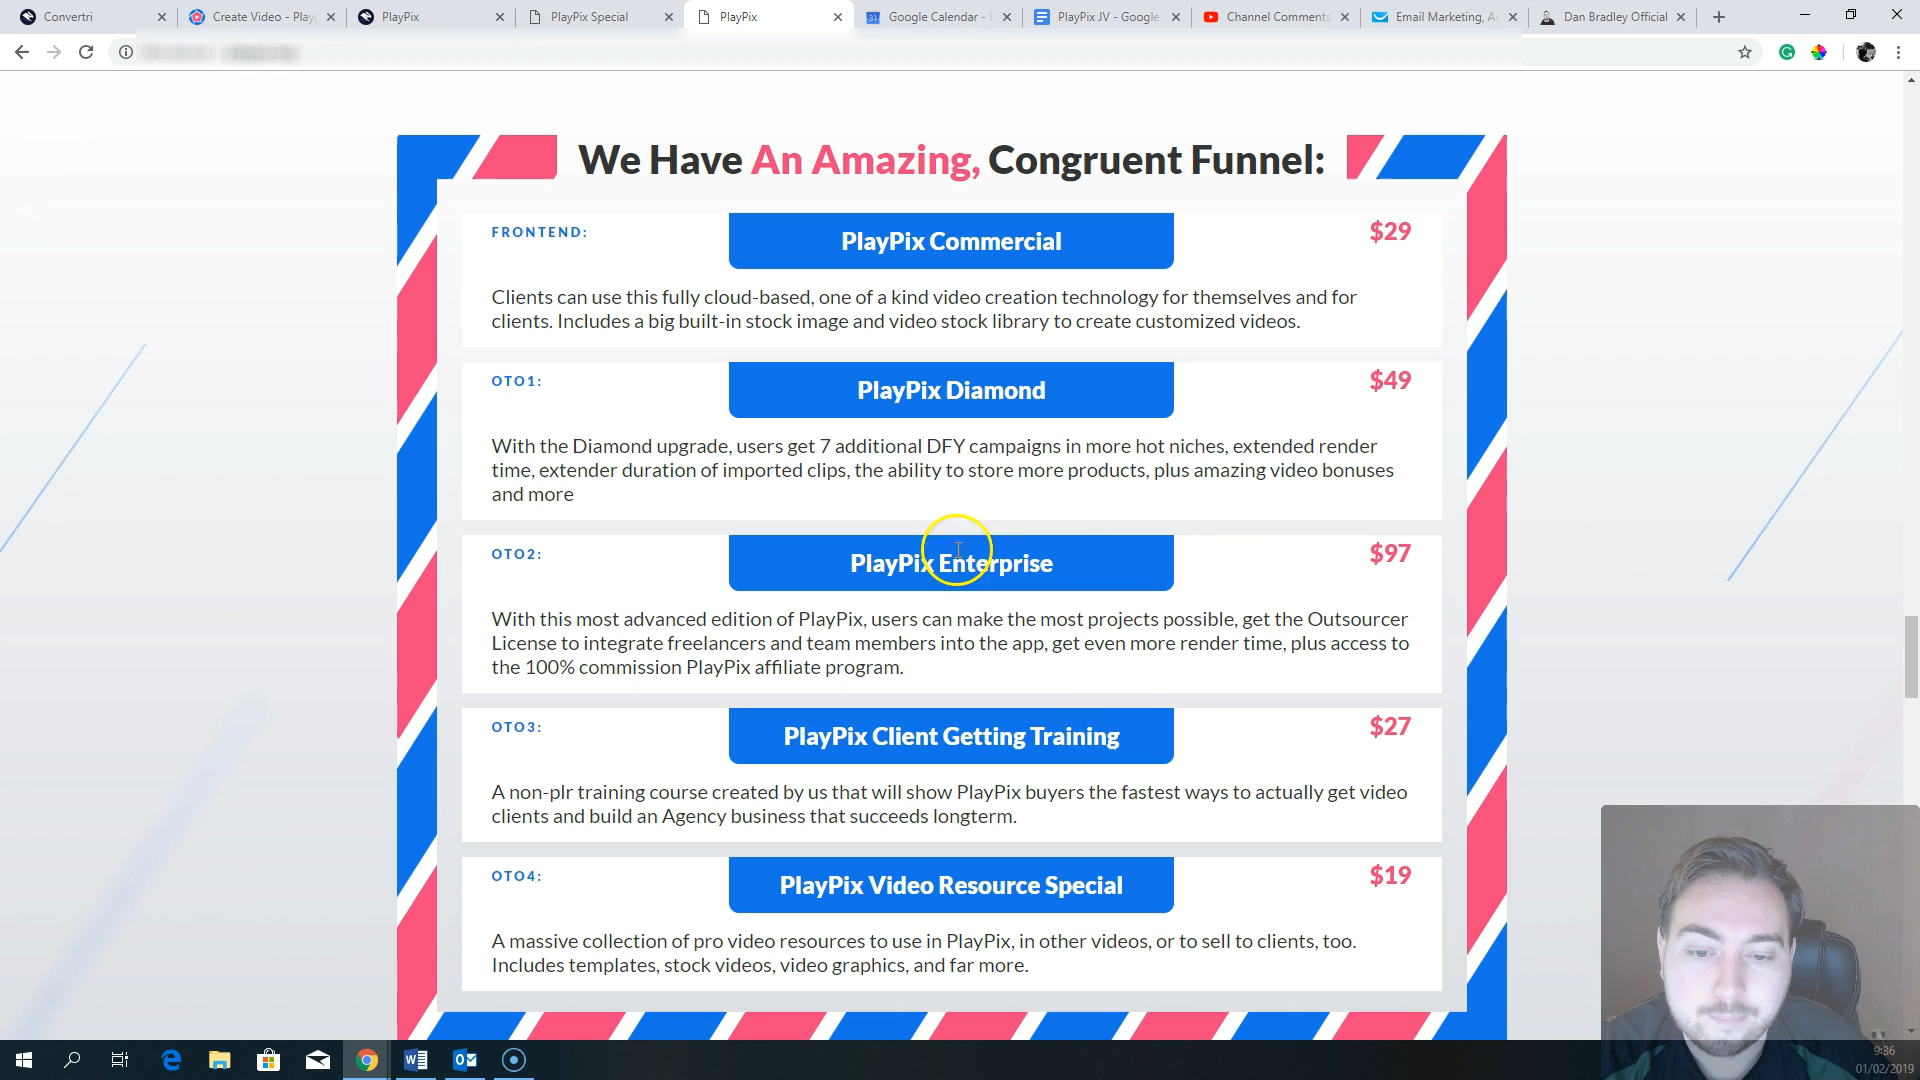 Convertri
Create Video - Play
PlayPix
PlayPix Special
PlayPix
Google Calendar - F
PlayPix JV - Google
Channel Comments
Email Marketing, A
Dan Bradley Official
We Have An Amazing, Congruent Funnel:
FRONTEND:
PlayPix Commercial
$29
Clients can use this fully cloud-based, one of a kind video creation technology for themselves and for
clients. Includes a big built-in stock image and video stock library to create customized videos.
OTO1:
PlayPix Diamond
$49
With the Diamond upgrade, users get 7 additional DFY campaigns in more hot niches, extended render
time, extender duration of imported clips, the ability to store more products, plus amazing video bonuses
and more
OTO2:
PlayPix Enterprise
$97
With this most advanced edition of PlayPix, users can make the most projects possible, get the Outsourcer
License to integrate freelancers and team members into the app, get even more render time, plus access to
the 100% commission PlayPix affiliate program.
OTO3:
PlayPix Client Getting Training
$27
A non-plr training course created by us that will show PlayPix buyers the fastest ways to actually get video
clients and build an Agency business that succeeds longterm.
OTO4:
PlayPix Video Resource Special
$19
A massive collection of pro video resources to use in PlayPix, in other videos, or to sell to clients, too.
Includes templates, stock videos, video graphics, and far more.
9:36
01/02/2019